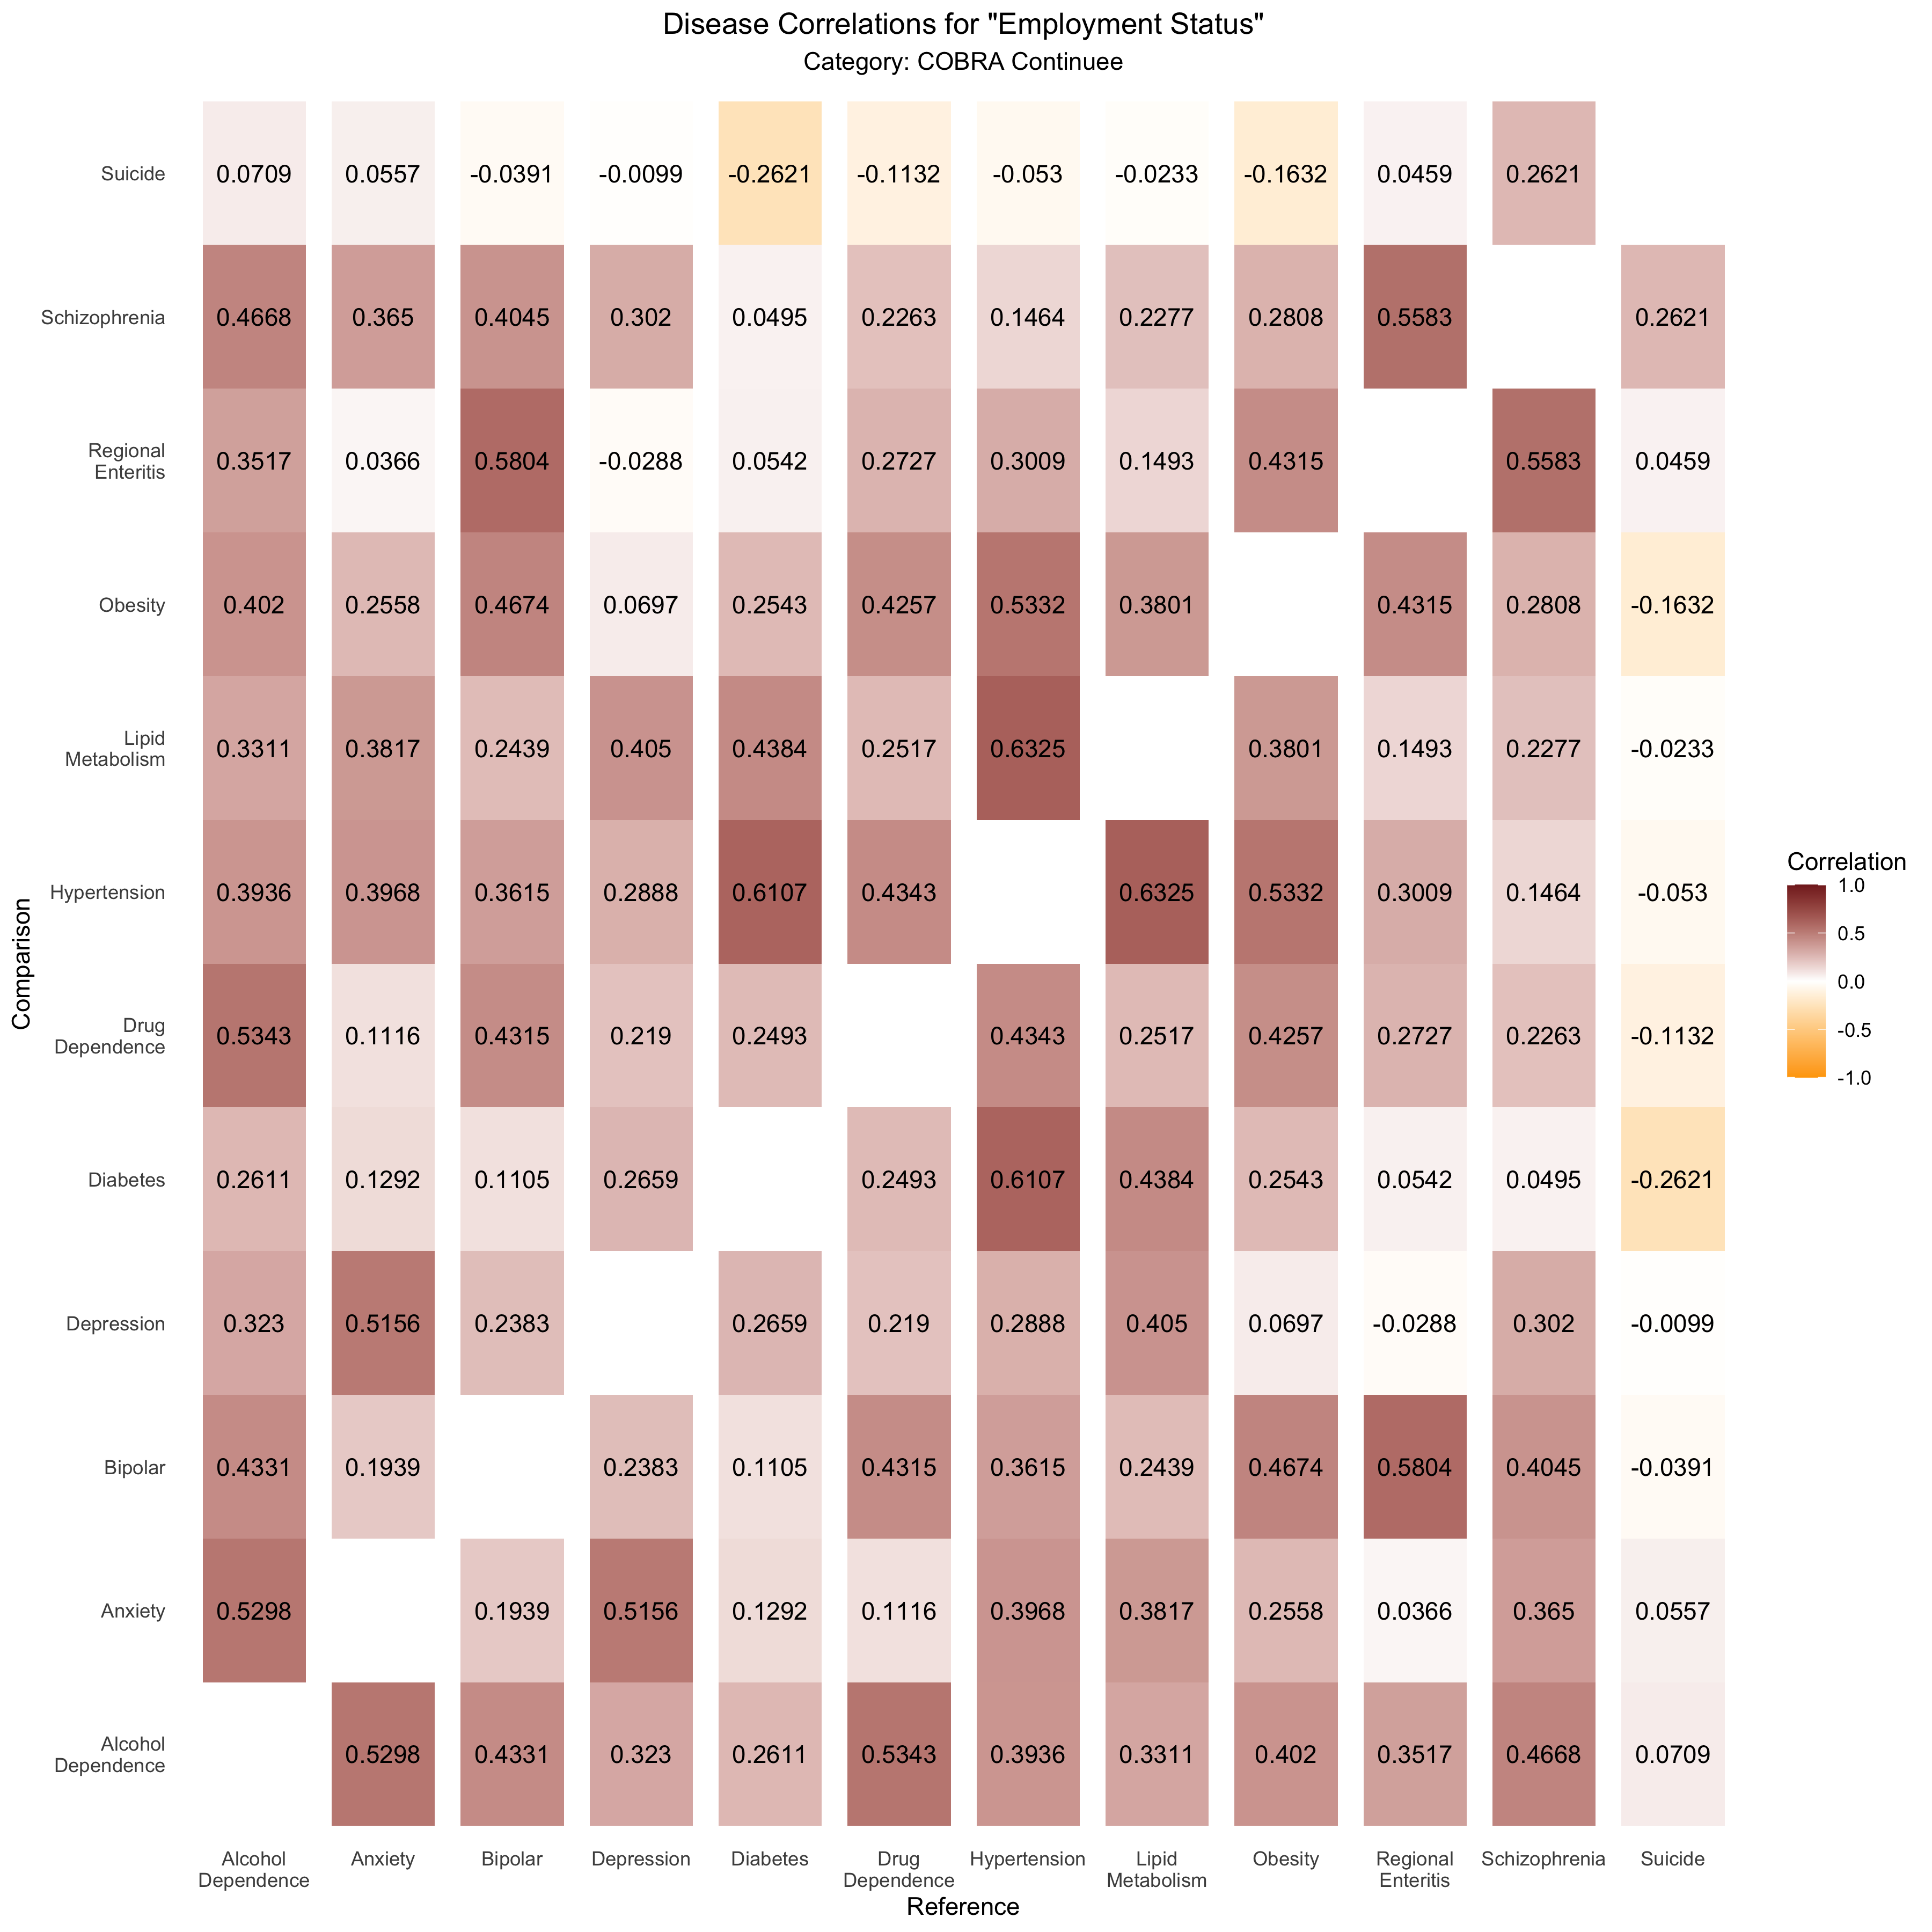 Disease Correlations for "Employment Status"
Category: COBRA Continuee
Suicide 0.0709 0.0557 -0.0391 -0.0099 -0.2621 -0.1132 -0.053 -0.0233 -0.1632 0.0459 0.2621
Schizophrenia 0.4668 0.365 0.4045 0.302 0.0495 0.2263 0.1464 0.2277 0.2808 0.5583 0.2621
Regional
Enteritis 0.3517 0.0366 0.5804 -0.0288 0.0542 0.2727 0.3009 0.1493 0.4315 0.5583 0.0459
Obesity 0.402 0.2558 0.4674 0.0697 0.2543 0.4257 0.5332 0.3801 0.4315 0.2808 -0.1632
Lipid
Metabolism 0.3311 0.3817 0.2439 0.405 0.4384 0.2517 0.6325 0.3801 0.1493 0.2277 -0.0233
Hypertension 0.3936 0.3968 0.3615 0.2888 0.6107 0.4343 0.6325 0.5332 0.3009 0.1464 -0.053
Drug
Dependence 0.5343 0.1116 0.4315 0.219 0.2493 0.4343 0.2517 0.4257 0.2727 0.2263 -0.1132
Diabetes 0.2611 0.1292 0.1105 0.2659 0.2493 0.6107 0.4384 0.2543 0.0542 0.0495 -0.2621
Depression 0.323 0.5156 0.2383 0.2659 0.219 0.2888 0.405 0.0697 -0.0288 0.302 -0.0099
Bipolar 0.4331 0.1939 0.2383 0.1105 0.4315 0.3615 0.2439 0.4674 0.5804 0.4045 -0.0391
Anxiety 0.5298 0.1939 0.5156 0.1292 0.1116 0.3968 0.3817 0.2558 0.0366 0.365 0.0557
Alcohol
Dependence 0.5298 0.4331 0.323 0.2611 0.5343 0.3936 0.3311 0.402 0.3517 0.4668 0.0709
Alcohol Anxiety Bipolar Depression Diabetes Drug Hypertension Lipid Obesity Regional Schizophrenia Suicide
Dependence Dependence Metabolism Enteritis
Reference
Comparison
Correlation
1.0
0.5
0.0
-0.5
-1.0